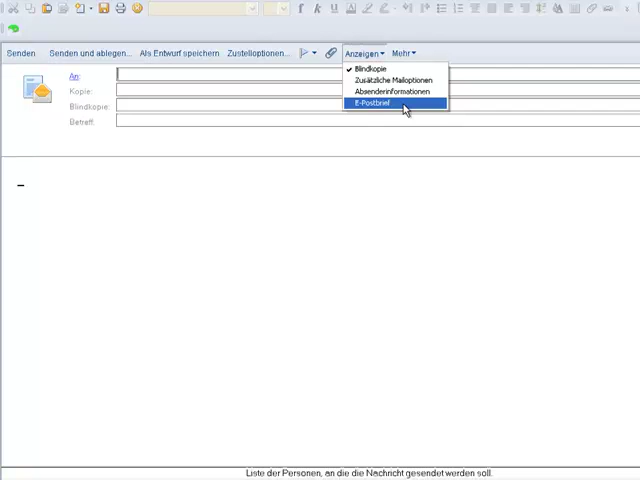 Senden Senden und ablegen... Als Entwurf speichern Zustelloptionen... Anzeigen Mehr
Blindkopie
Zusätzliche Mailoptionen
Absenderinformationen
E-Postbrief
An:
Kopie:
Blindkopie:
Betreff:
Liste der Personen, an die die Nachricht gesendet werden soll.